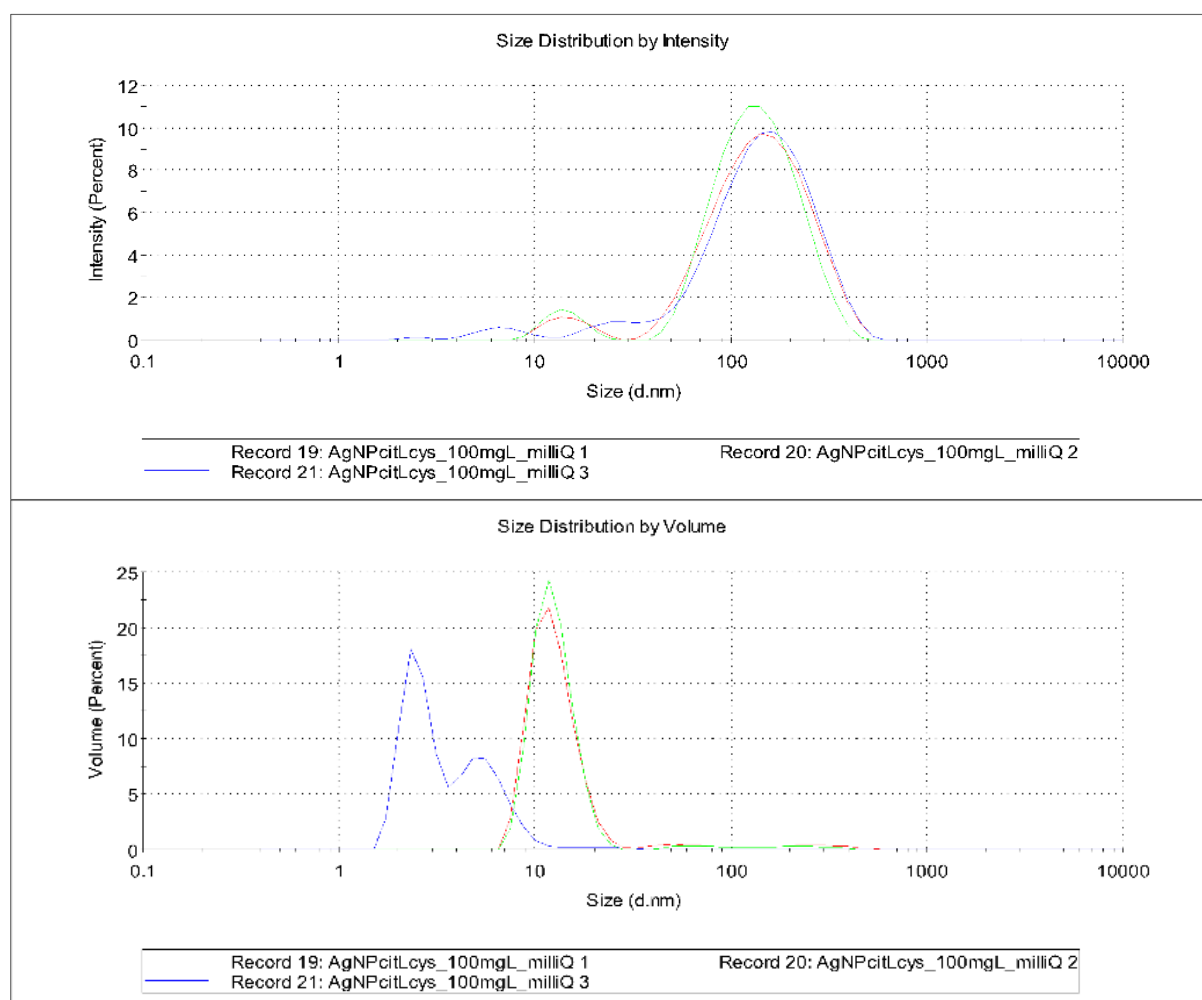 Size Distribution by Intensity
12
10
8
6
4
2
0
Intensity (Percent)
0.1 1 10 100 1000 10000
Size (d.nm)
Record 19: AgNPcitLcys_100mgL_milliQ 1 Record 20: AgNPcitLcys_100mgL_milliQ 2
Record 21: AgNPcitLcys_100mgL_milliQ 3
Size Distribution by Volume
25
20
15
10
5
0
Volume (Percent)
0.1 1 10 100 1000 10000
Size (d.nm)
Record 19: AgNPcitLcys_100mgL_milliQ 1 Record 20: AgNPcitLcys_100mgL_milliQ 2
Record 21: AgNPcitLcys_100mgL_milliQ 3